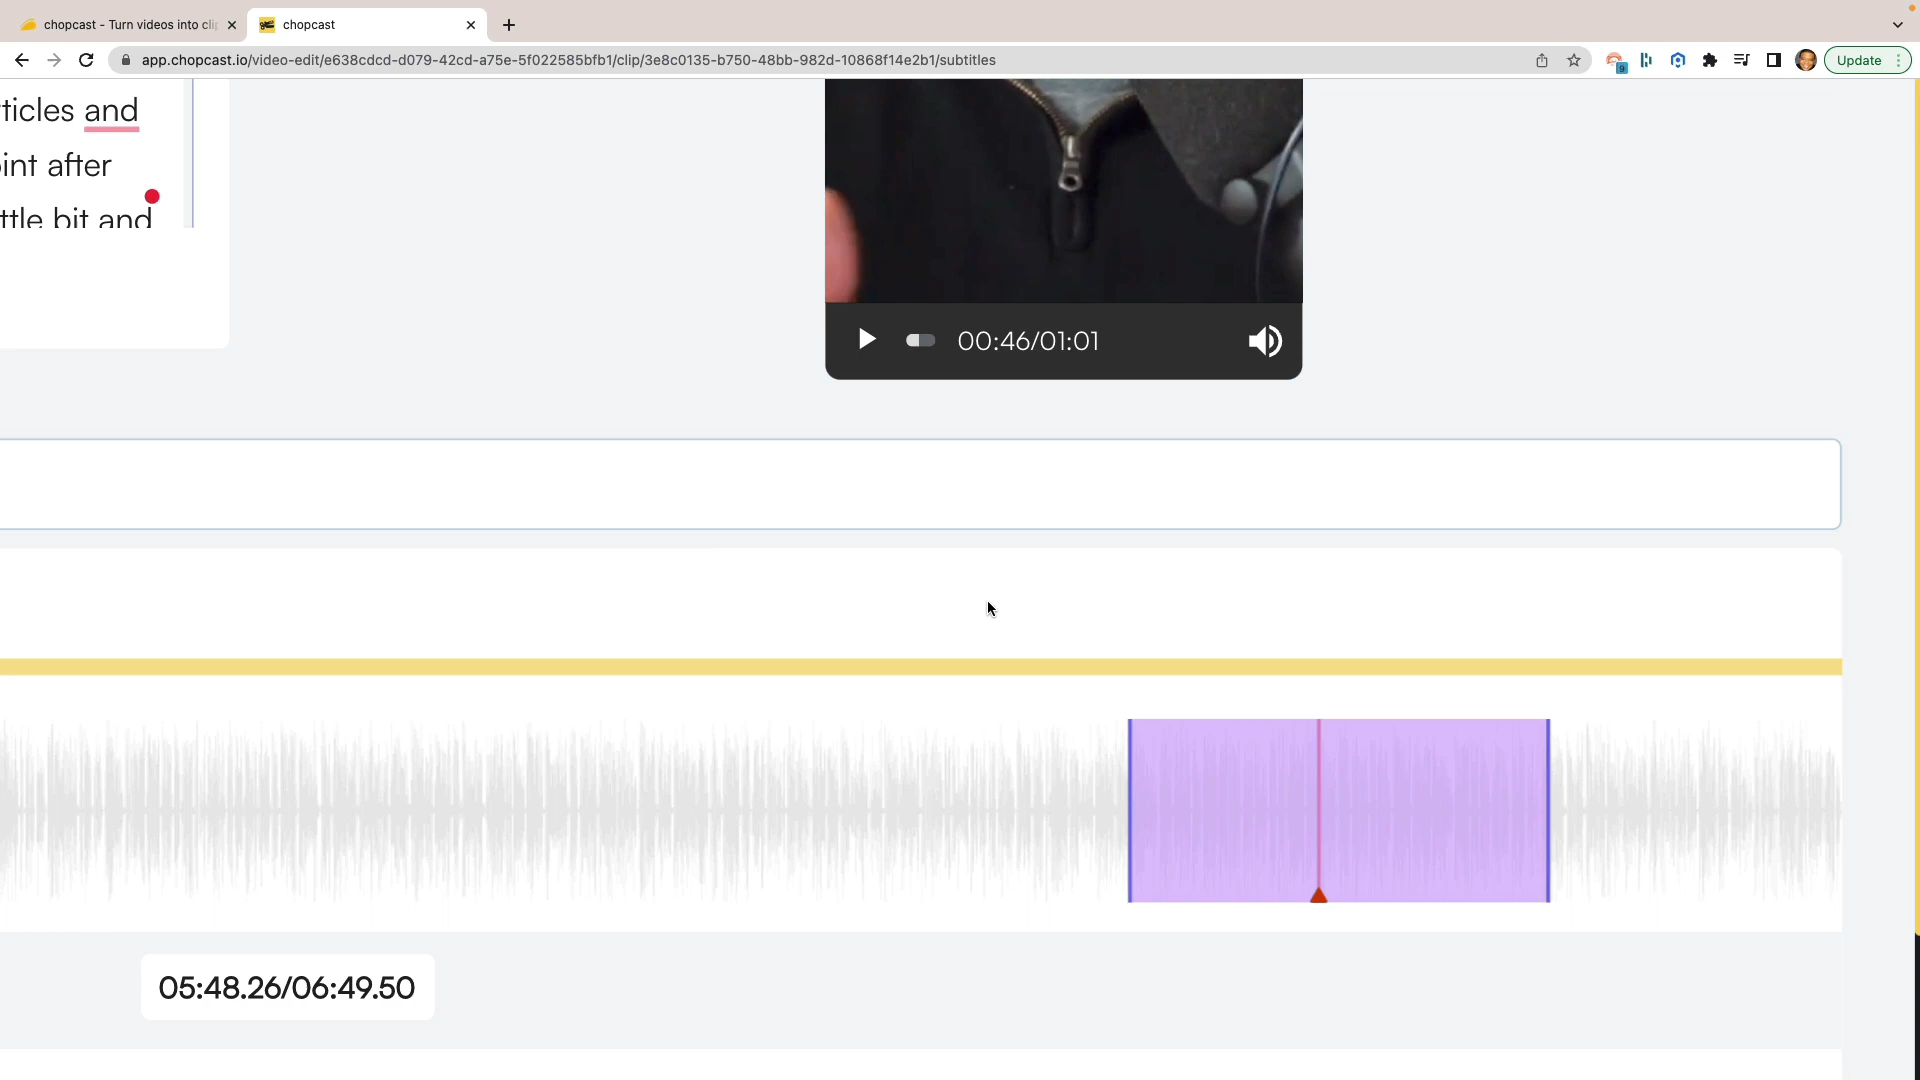 chopcast - Turn videos into cli
chopcast
app.chopcast.io/video-edit/e638cdcd-d079-42cd-a75e-5f022585bfb1/clip/3e8c0135-b750-48bb-982d-10868f14e2b1/subtitles
9
Update
ticles and
int after
ttle bit and
00:46/01:01
05:48.26/06:49.50